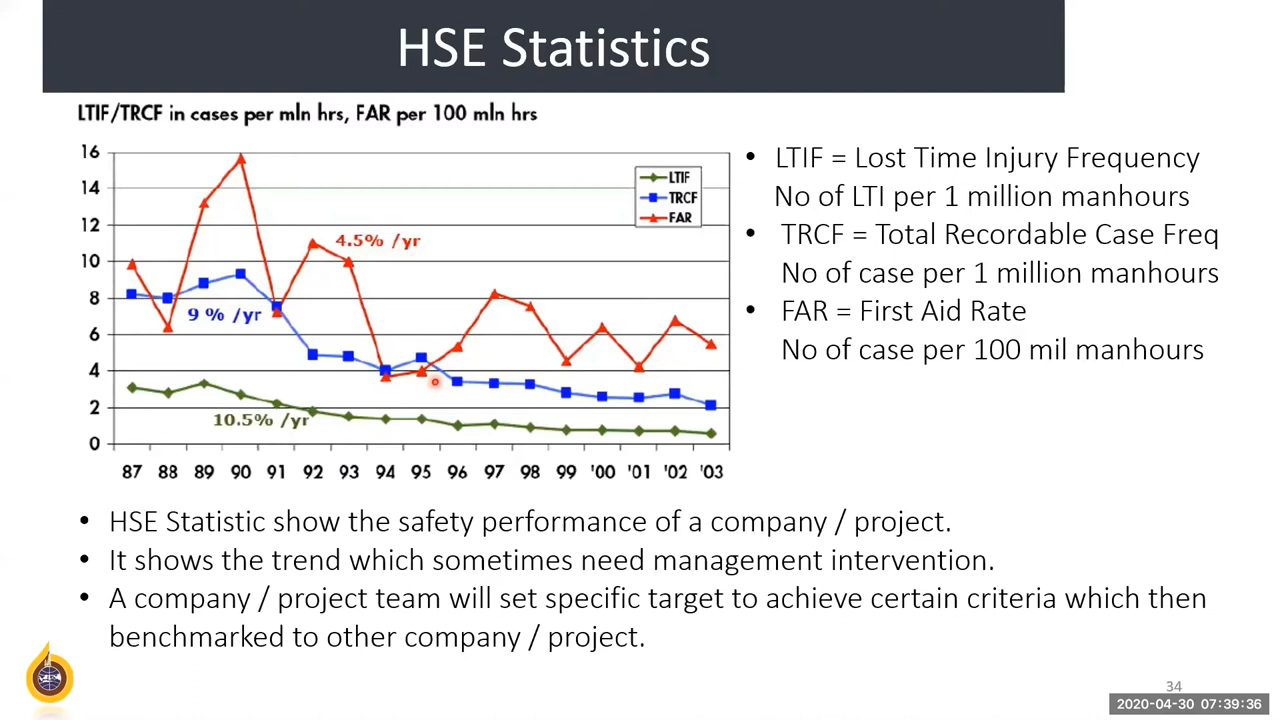 HSE Statistics
LTIF/TRCF in cases per mln hrs, FAR per 100 mln hrs
16
14
12
10
8
6
4
2
0
LTIF
TRCF
FAR
4.5% /yr
9 % /yr
10.5% /yr
87 88 89 90 91 92 93 94 95 96 97 98 99 '00 '01 '02 '03
• LTIF = Lost Time Injury Frequency
No of LTI per 1 million manhours
• TRCF = Total Recordable Case Freq
No of case per 1 million manhours
• FAR = First Aid Rate
No of case per 100 mil manhours
• HSE Statistic show the safety performance of a company / project.
• It shows the trend which sometimes need management intervention.
• A company / project team will set specific target to achieve certain criteria which then
benchmarked to other company / project.
34
2020-04-30 07:39:36